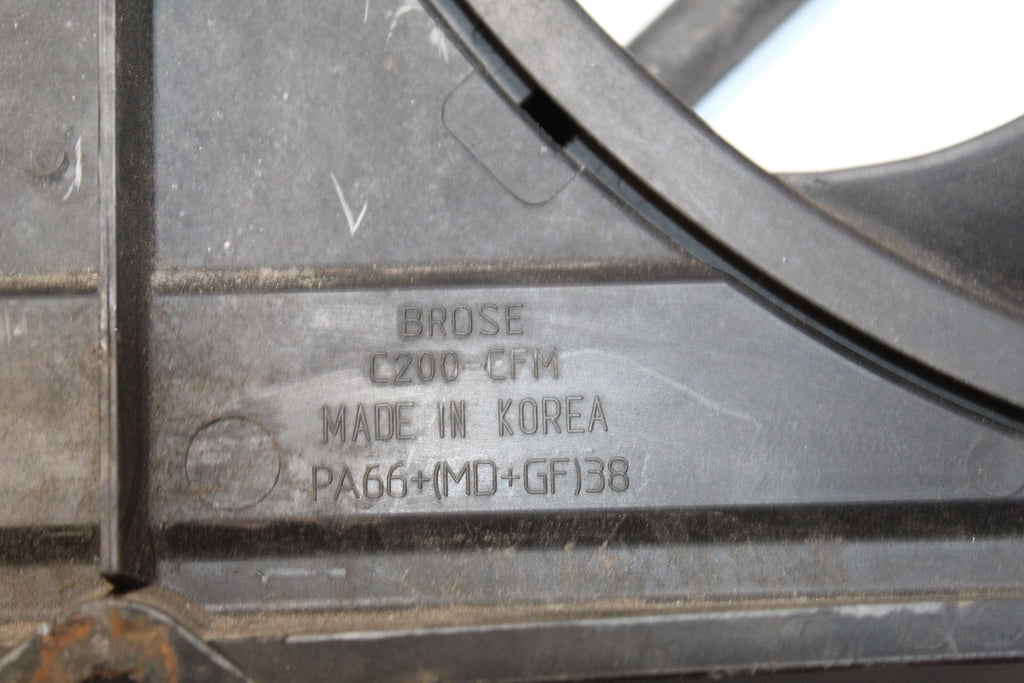 BROSE
C200-CFM
MADE IN KOREA
PA66+(MD+GF)38